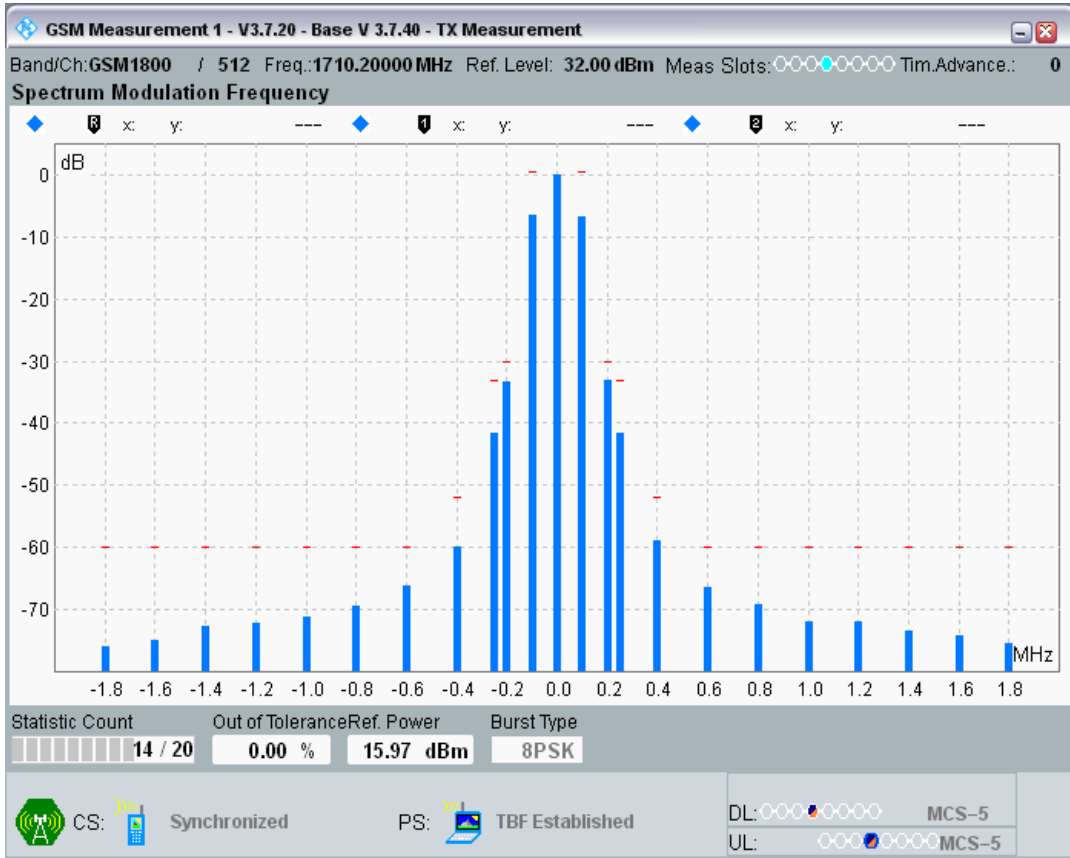 GSM Measurement 1 - V3.7.20 - Base V 3.7.40 - TX Measurement
Band/Ch:GSM1800 / 512 Freq.:1710.20000 MHz Ref. Level: 32.00 dBm Meas Slots: Tim.Advance.: 0
Spectrum Modulation Frequency
R x: y: --- 1 x: y: --- 2 x: y: ---
dB
0
-10
-20
-30
-40
-50
-60
-70
MHz
-1.8 -1.6 -1.4 -1.2 -1.0 -0.8 -0.6 -0.4 -0.2 0.0 0.2 0.4 0.6 0.8 1.0 1.2 1.4 1.6 1.8
Statistic Count Out of Tolerance Ref. Power Burst Type
14 / 20 0.00 % 15.97 dBm 8PSK
CS: Synchronized PS: TBF Established
DL: MCS-5
UL: MCS-5